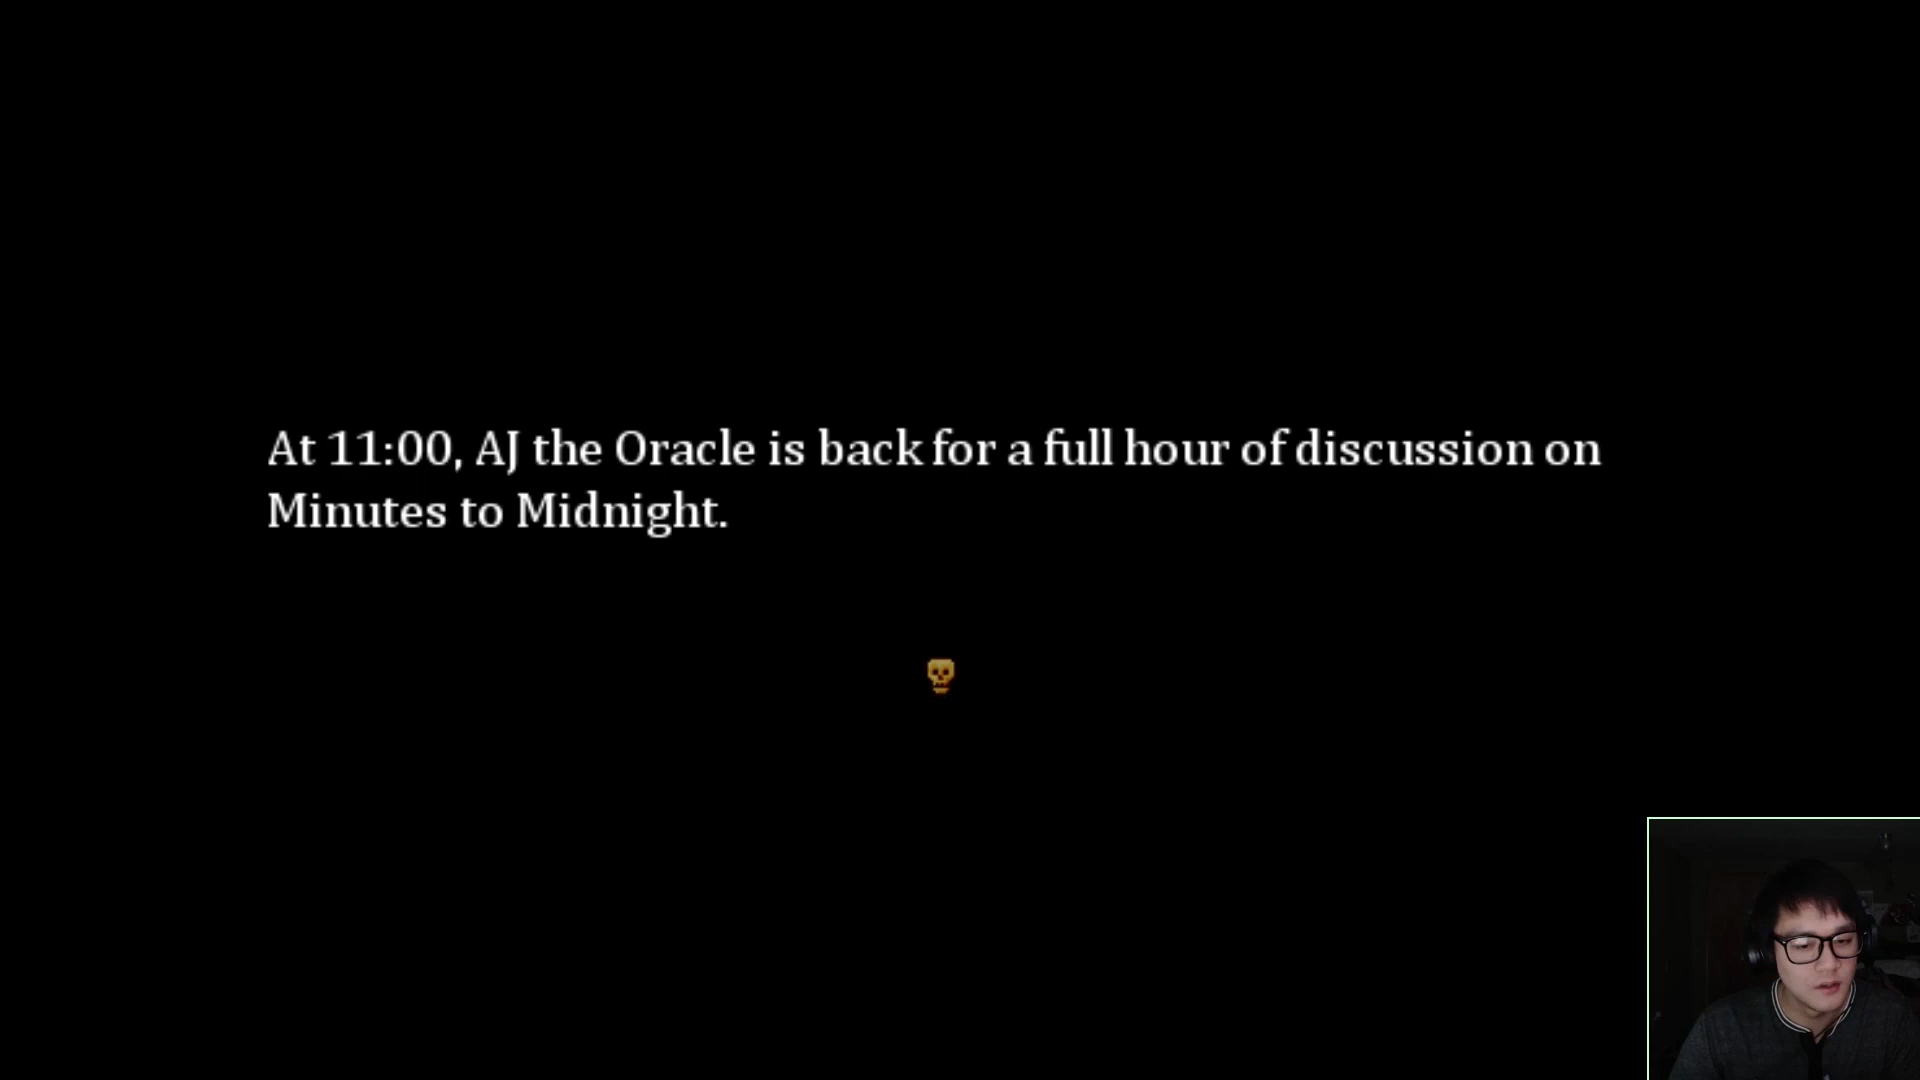 At 11:00, AJ the Oracle is back for a full hour of discussion on
Minutes to Midnight.